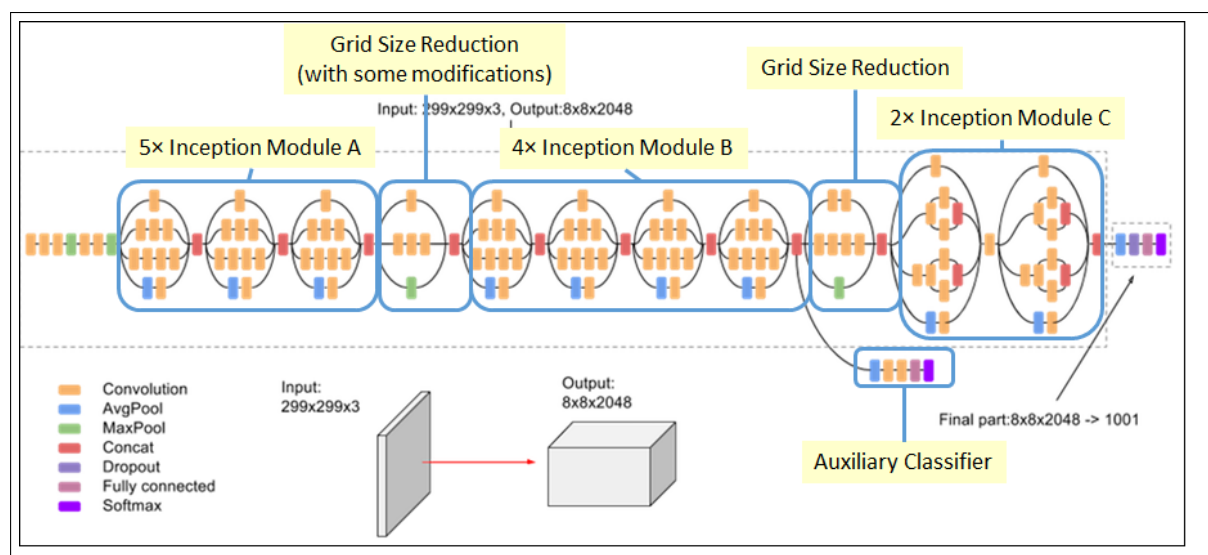 Grid Size Reduction
(with some modifications)
Grid Size Reduction
Input: 299x299x3, Output:8x8x2048
2× Inception Module C
5× Inception Module A
4× Inception Module B
Convolution
AvgPool
MaxPool
Concat
Dropout
Fully connected
Softmax
Input:
299x299x3
Output:
8x8x2048
Final part:8x8x2048 -> 1001
Auxiliary Classifier